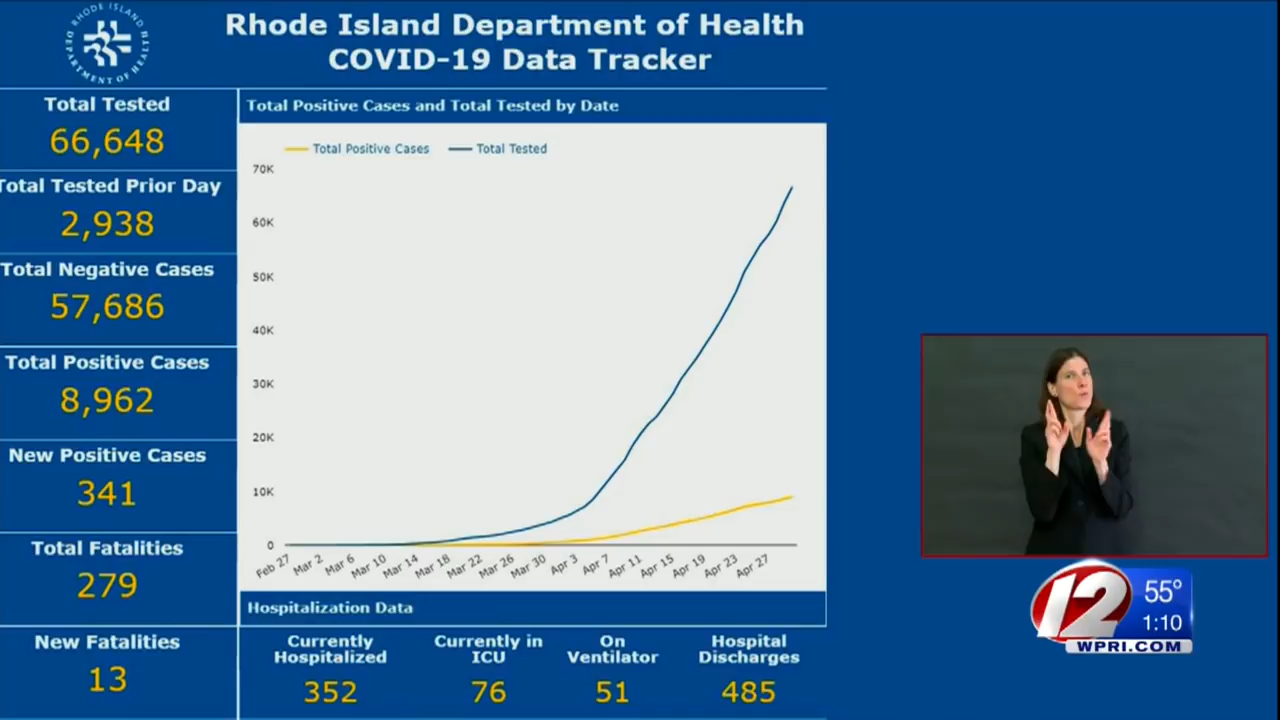 RHODE ISLAND
DEPARTMENT OF HEALTH
Rhode Island Department of Health
COVID-19 Data Tracker
Total Tested
66,648
Total Tested Prior Day
2,938
Total Negative Cases
57,686
Total Positive Cases
8,962
New Positive Cases
341
Total Fatalities
279
New Fatalities
13
Total Positive Cases and Total Tested by Date
Total Positive Cases
Total Tested
70K
60K
50K
40K
30K
20K
10K
0
Feb 27
Mar 2
Mar 6
Mar 10
Mar 14
Mar 18
Mar 22
Mar 26
Mar 30
Apr 3
Apr 7
Apr 11
Apr 15
Apr 19
Apr 23
Apr 27
Hospitalization Data
Currently
Hospitalized
352
Currently in
ICU
76
On
Ventilator
51
Hospital
Discharges
485
12
55°
1:10
WPRI.COM